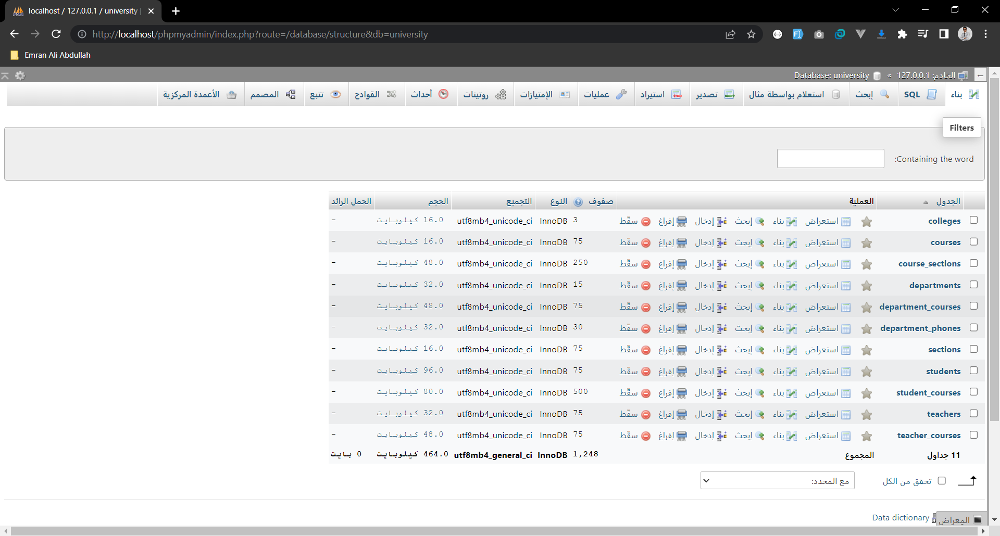 localhost / 127.0.0.1 / university |
http://localhost/phpmyadmin/index.php?route=/database/structure&db=university
Emran Ali Abdullah
الخادم: 127.0.0.1 » Database: university
بناء SQL إبحث استعلام بواسطة مثال تصدير استيراد عمليات الإمتيازات روتينات أحداث القوادح تتبع المصمم الأعمدة المركزية
Filters
Containing the word:
الجدول العملية صفوف النوع التجميع الحجم الحمل الزائد
colleges استعراض بناء إبحث إدخال إفراغ سقّط 3 InnoDB utf8mb4_unicode_ci 16.0 كيلوبايت -
courses استعراض بناء إبحث إدخال إفراغ سقّط 75 InnoDB utf8mb4_unicode_ci 16.0 كيلوبايت -
course_sections استعراض بناء إبحث إدخال إفراغ سقّط 250 InnoDB utf8mb4_unicode_ci 48.0 كيلوبايت -
departments استعراض بناء إبحث إدخال إفراغ سقّط 15 InnoDB utf8mb4_unicode_ci 32.0 كيلوبايت -
department_courses استعراض بناء إبحث إدخال إفراغ سقّط 75 InnoDB utf8mb4_unicode_ci 48.0 كيلوبايت -
department_phones استعراض بناء إبحث إدخال إفراغ سقّط 30 InnoDB utf8mb4_unicode_ci 32.0 كيلوبايت -
sections استعراض بناء إبحث إدخال إفراغ سقّط 75 InnoDB utf8mb4_unicode_ci 16.0 كيلوبايت -
students استعراض بناء إبحث إدخال إفراغ سقّط 75 InnoDB utf8mb4_unicode_ci 96.0 كيلوبايت -
student_courses استعراض بناء إبحث إدخال إفراغ سقّط 500 InnoDB utf8mb4_unicode_ci 80.0 كيلوبايت -
teachers استعراض بناء إبحث إدخال إفراغ سقّط 75 InnoDB utf8mb4_unicode_ci 32.0 كيلوبايت -
teacher_courses استعراض بناء إبحث إدخال إفراغ سقّط 75 InnoDB utf8mb4_unicode_ci 48.0 كيلوبايت -
11 جداول المجموع 1,248 InnoDB utf8mb4_general_ci 464.0 كيلوبايت 0 بايت
تحقق من الكل مع المحدد:
Data dictionary
المِعراض